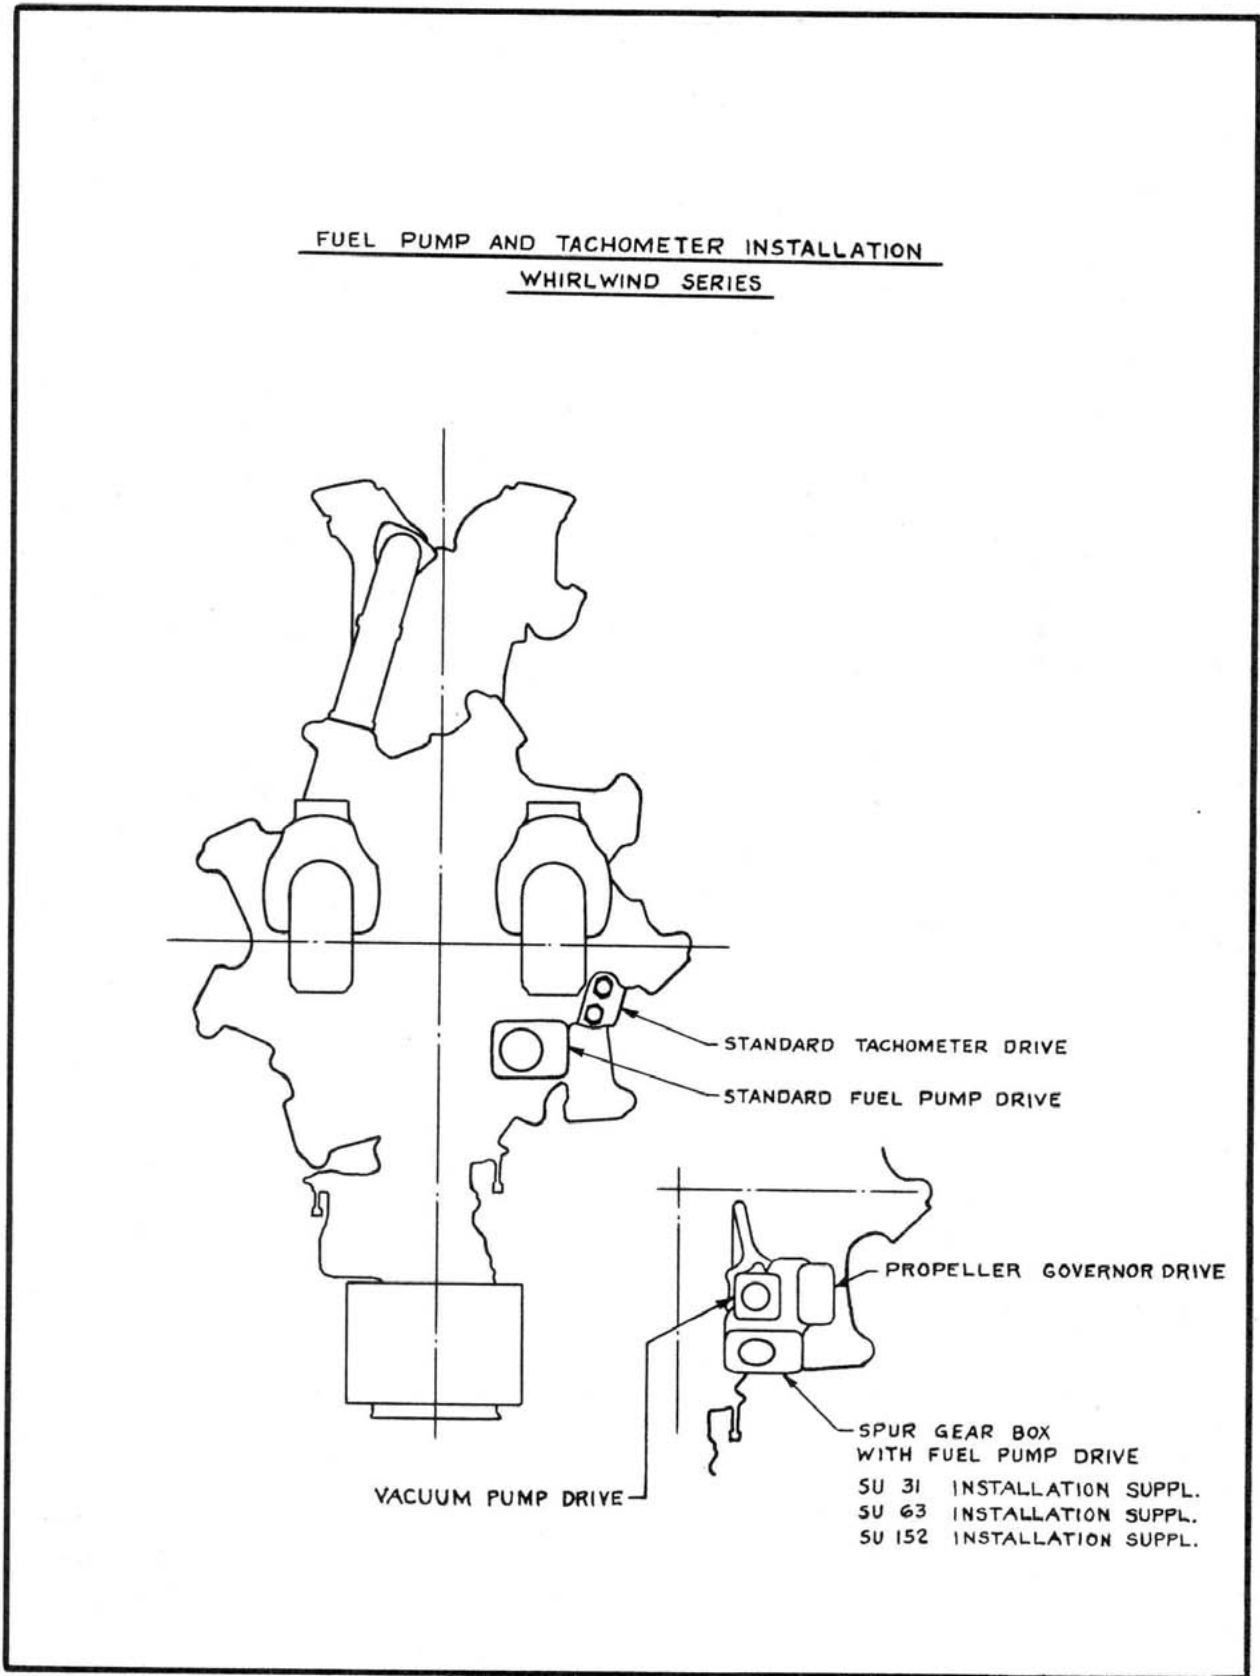 FUEL PUMP AND TACHOMETER INSTALLATION
WHIRLWIND SERIES
STANDARD TACHOMETER DRIVE
STANDARD FUEL PUMP DRIVE
PROPELLER GOVERNOR DRIVE
SPUR GEAR BOX
WITH FUEL PUMP DRIVE
SU 31 INSTALLATION SUPPL.
SU 63 INSTALLATION SUPPL.
SU 152 INSTALLATION SUPPL.
VACUUM PUMP DRIVE